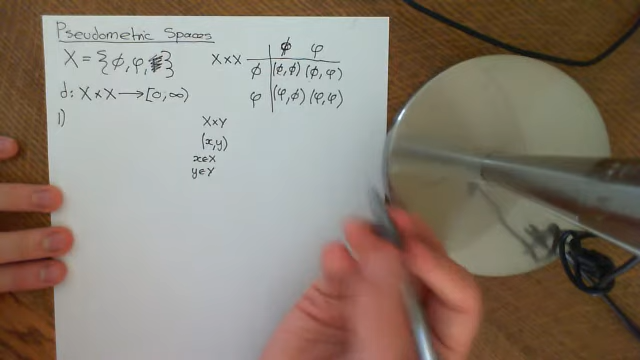 Pseudometric Spaces
X = {ϕ, φ, }
X×X ϕ φ
ϕ (ϕ,ϕ) (ϕ,φ)
φ (φ,ϕ) (φ,φ)
d: X×X → [0,∞)
1)
X×Y
(x,y)
x∈X
y∈Y